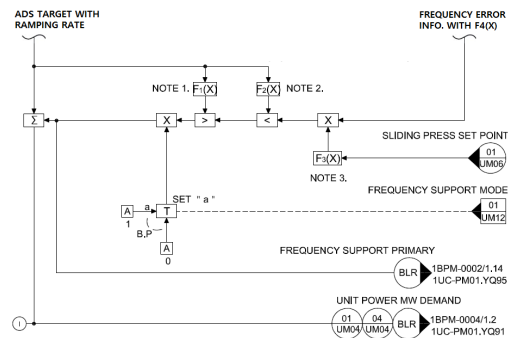 ADS TARGET WITH
RAMPING RATE
FREQUENCY ERROR
INFO. WITH F4(X)
NOTE 1. F1(X) F2(X) NOTE 2.
Σ X > < X
SLIDING PRESS SET POINT
F3(X) 01
UM06
NOTE 3.
FREQUENCY SUPPORT MODE
SET "a"
A a T 01
UM12
1 B.P
A
0
FREQUENCY SUPPORT PRIMARY
BLR 1BPM-0002/1.14
1UC-PM01.YQ95
UNIT POWER MW DEMAND
I 01
UM04 04
UM04 BLR 1BPM-0004/1.2
1UC-PM01.YQ91